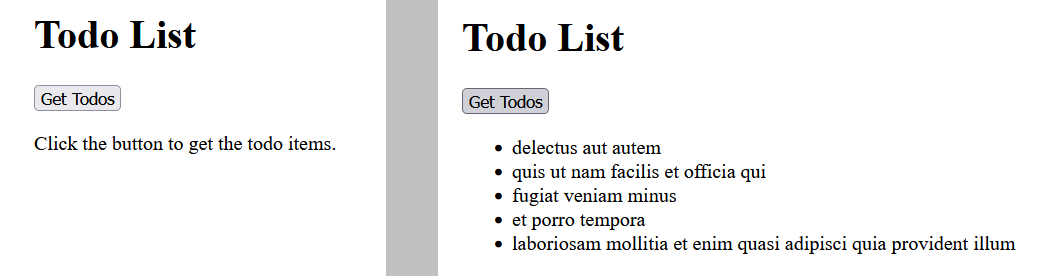 Todo List
Get Todos
Click the button to get the todo items.
Todo List
Get Todos
delectus aut autem
quis ut nam facilis et officia qui
fugiat veniam minus
et porro tempora
laboriosam mollitia et enim quasi adipisci quia provident illum